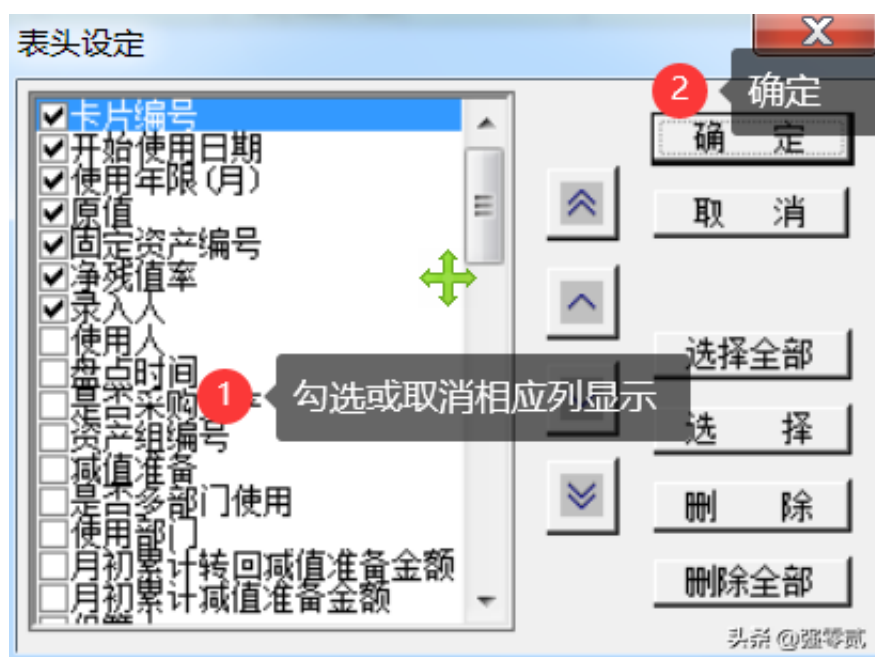 表头设定
2 确定
卡片编号
开始使用日期
使用年限(月)
原值
固定资产编号
净残值率
录入人
使用人
盘点时间
是否采购
资产组编号
减值准备
是否多部门使用
使用部门
月初累计转回减值准备金额
月初累计减值准备金额
1 勾选或取消相应列显示
确 定
取 消
选择全部
选 择
删 除
删除全部
头条 @强零贰